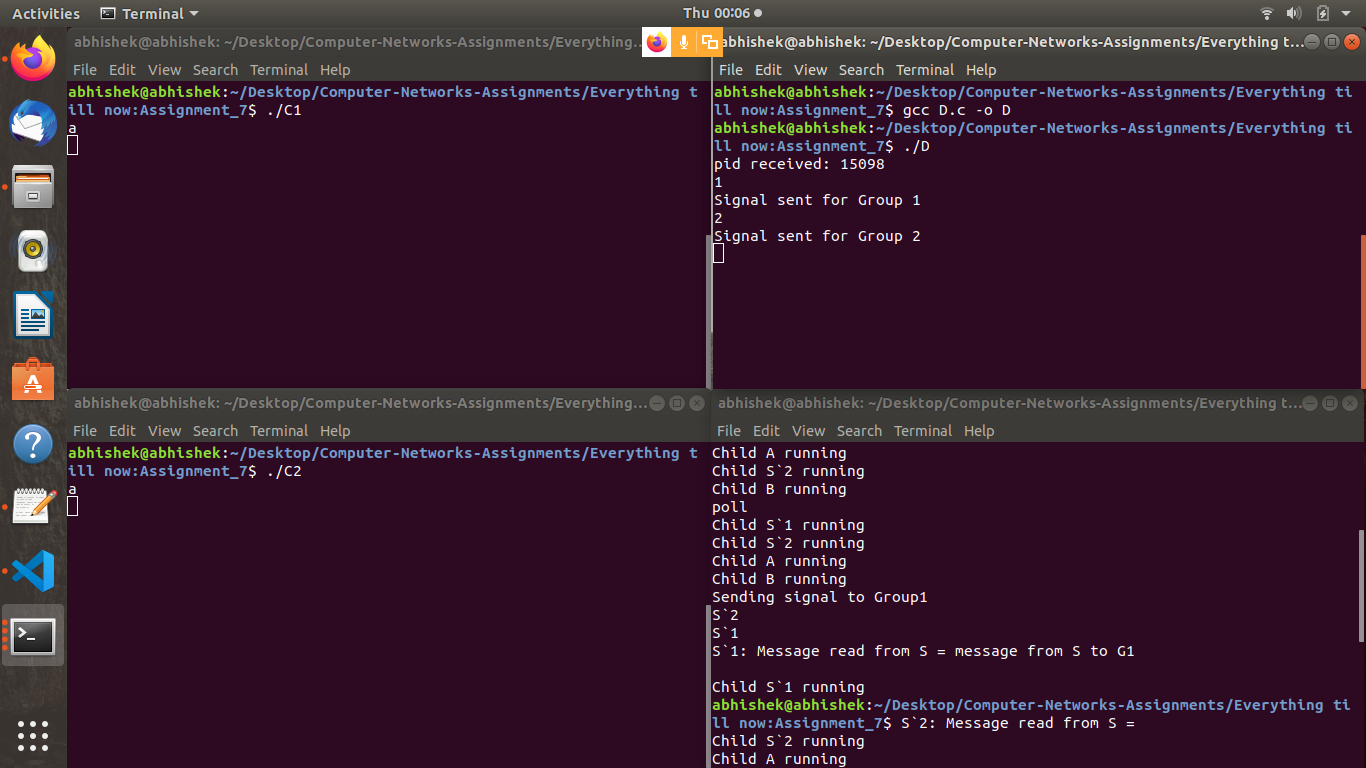 Activities Terminal Thu 00:06
abhishek@abhishek: ~/Desktop/Computer-Networks-Assignments/Everything...
File Edit View Search Terminal Help
abhishek@abhishek:~/Desktop/Computer-Networks-Assignments/Everything t
ill now:Assignment_7$ ./C1
a
abhishek@abhishek: ~/Desktop/Computer-Networks-Assignments/Everything t...
File Edit View Search Terminal Help
abhishek@abhishek:~/Desktop/Computer-Networks-Assignments/Everything ti
ll now:Assignment_7$ gcc D.c -o D
abhishek@abhishek:~/Desktop/Computer-Networks-Assignments/Everything ti
ll now:Assignment_7$ ./D
pid received: 15098
1
Signal sent for Group 1
2
Signal sent for Group 2
abhishek@abhishek: ~/Desktop/Computer-Networks-Assignments/Everything...
File Edit View Search Terminal Help
abhishek@abhishek:~/Desktop/Computer-Networks-Assignments/Everything t
ill now:Assignment_7$ ./C2
a
abhishek@abhishek: ~/Desktop/Computer-Networks-Assignments/Everything t...
File Edit View Search Terminal Help
Child A running
Child S`2 running
Child B running
poll
Child S`1 running
Child S`2 running
Child A running
Child B running
Sending signal to Group1
S`2
S`1
S`1: Message read from S = message from S to G1
Child S`1 running
abhishek@abhishek:~/Desktop/Computer-Networks-Assignments/Everything ti
ll now:Assignment_7$ S`2: Message read from S =
Child S`2 running
Child A running